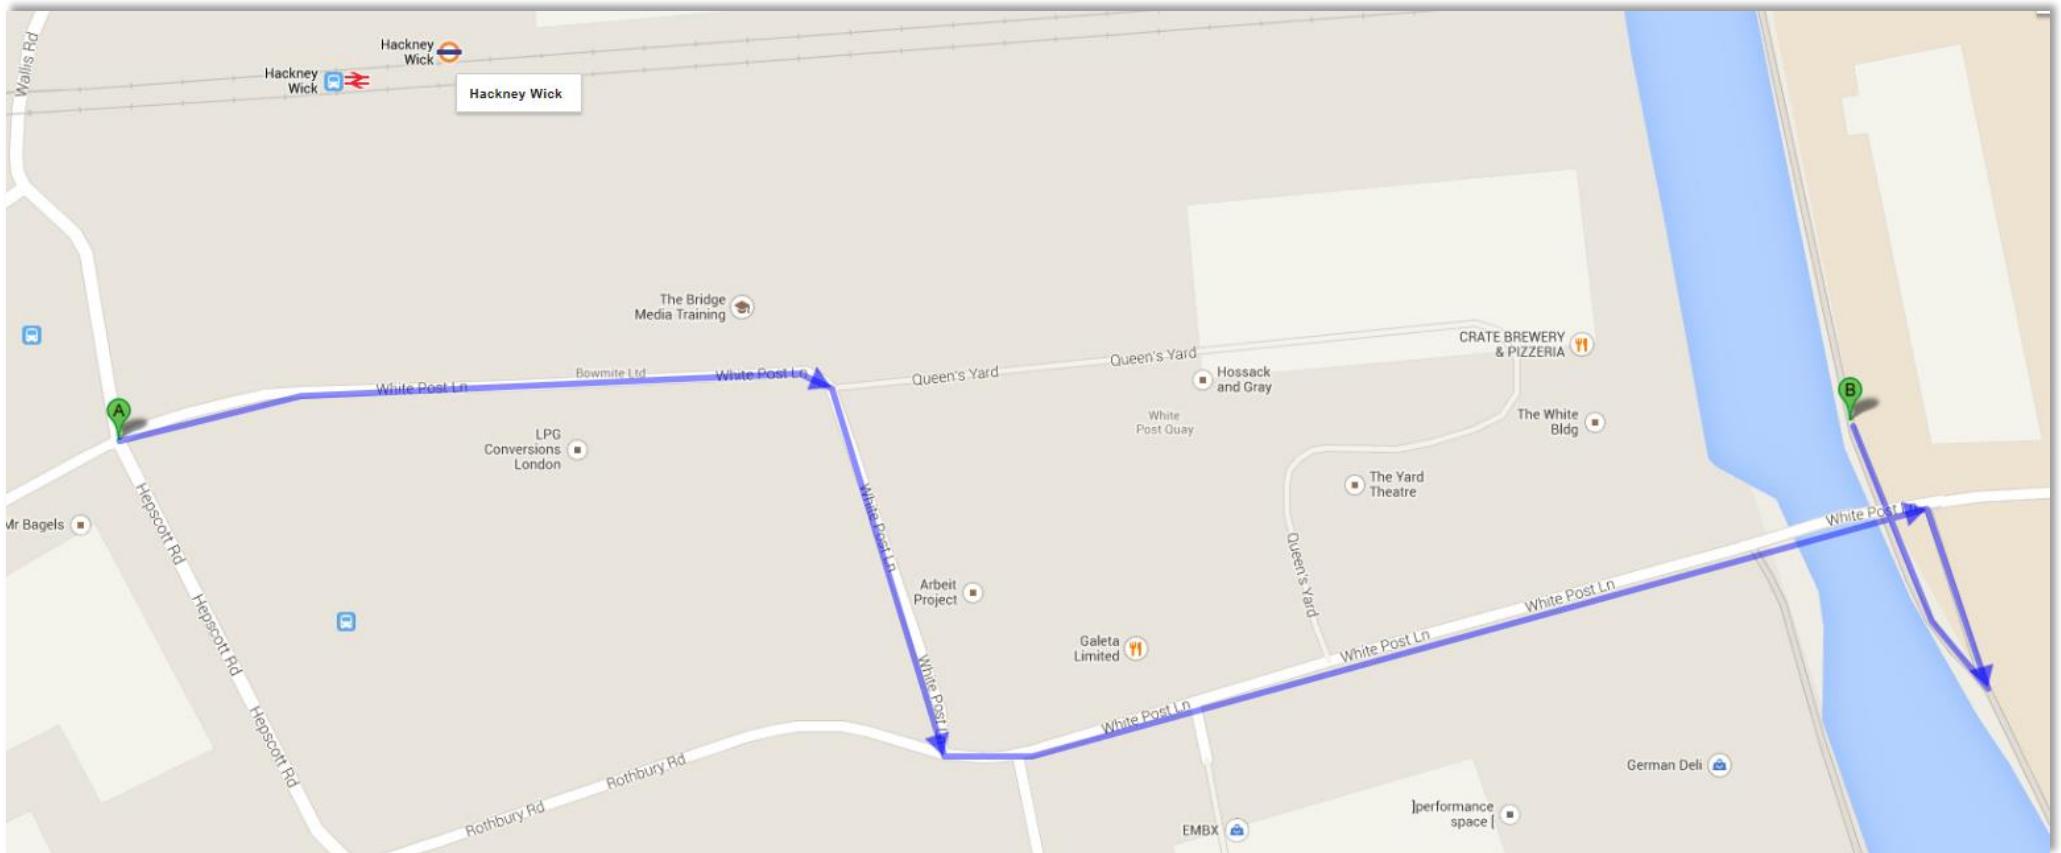 Wallis Rd
Hackney
Wick
Hackney
Wick
Hackney Wick
The Bridge
Media Training
CRATE BREWERY
& PIZZERIA
Queen's Yard
Queen's Yard
Bowmite Ltd
White Post Ln
White Post Ln
Hossack
and Gray
B
A
White
Post Quay
The White
Bldg
LPG
Conversions
London
The Yard
Theatre
Mr Bagels
White Post Ln
White Post Ln
Hepscott Rd
Queen's Yard
Arbeit
Project
White Post Ln
Hepscott Rd
Galeta
Limited
White Post Ln
White Post Ln
White Post Ln
Hepscott Rd
Rothbury Rd
German Deli
Rothbury Rd
]performance
space [
EMBX